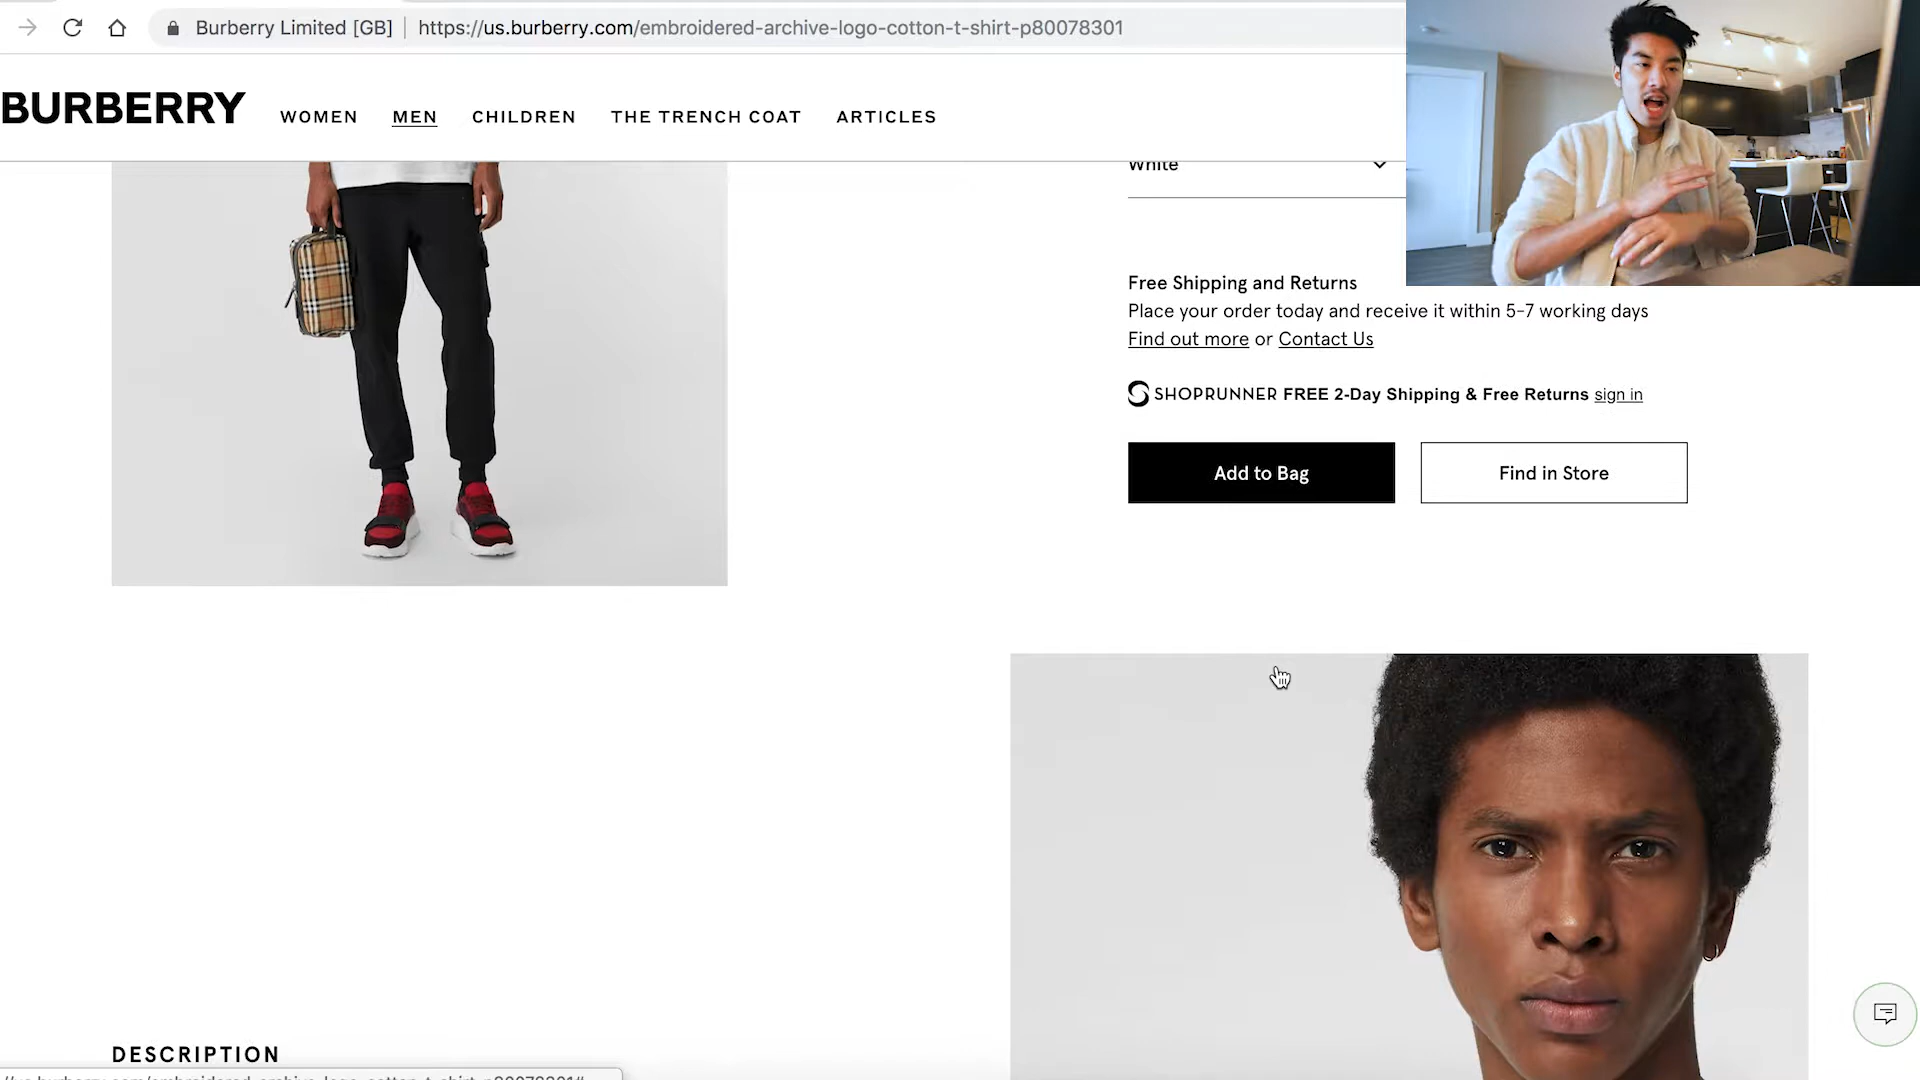 Burberry Limited [GB] https://us.burberry.com/embroidered-archive-logo-cotton-t-shirt-p80078301
BURBERRY WOMEN MEN CHILDREN THE TRENCH COAT ARTICLES
White
Free Shipping and Returns
Place your order today and receive it within 5-7 working days
Find out more or Contact Us
SHOPRUNNER FREE 2-Day Shipping & Free Returns sign in
Add to Bag Find in Store
DESCRIPTION